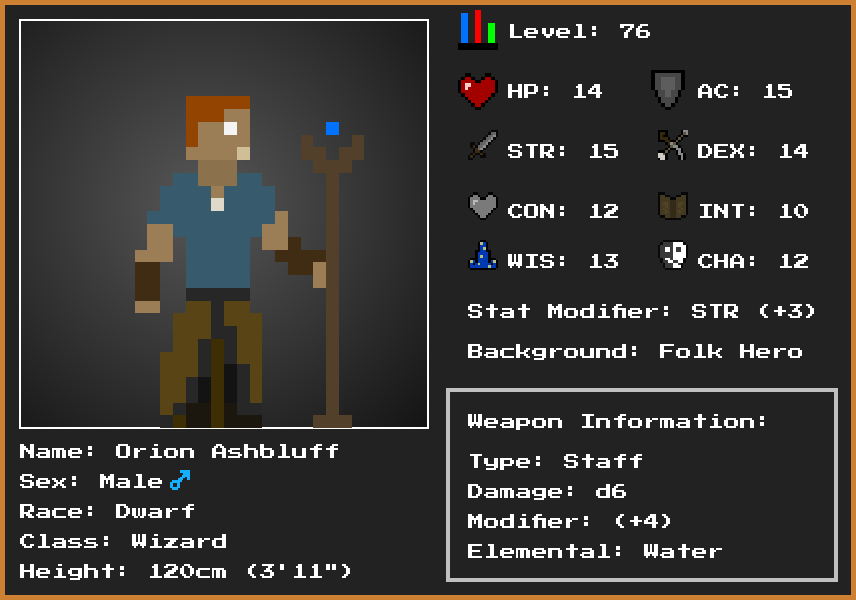 Level: 76
HP: 14 AC: 15
STR: 15 DEX: 14
CON: 12 INT: 10
WIS: 13 CHA: 12
Stat Modifier: STR (+3)
Background: Folk Hero
Weapon Information:
Type: Staff
Damage: d6
Modifier: (+4)
Elemental: Water
Name: Orion Ashbluff
Sex: Male ♂
Race: Dwarf
Class: Wizard
Height: 120cm (3'11")